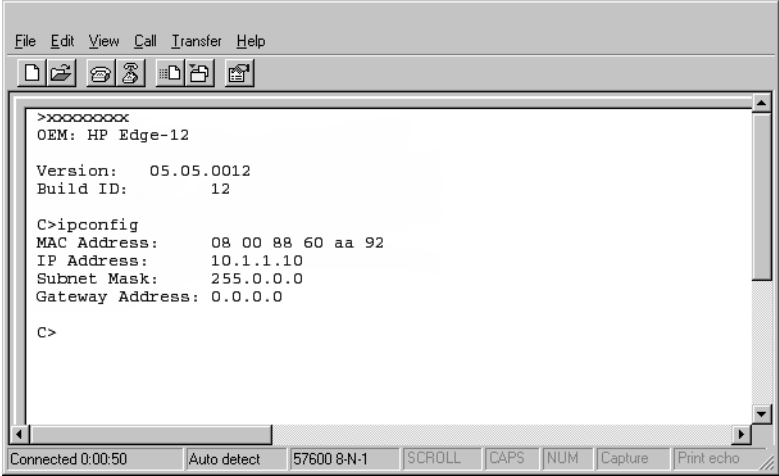 File Edit View Call Transfer Help
>xxxxxxxxx
OEM: HP Edge-12
Version: 05.05.0012
Build ID: 12
C>ipconfig
MAC Address: 08 00 88 60 aa 92
IP Address: 10.1.1.10
Subnet Mask: 255.0.0.0
Gateway Address: 0.0.0.0
C>
Connected 0:00:50 Auto detect 57600 8-N-1 SCROLL CAPS NUM Capture Print echo